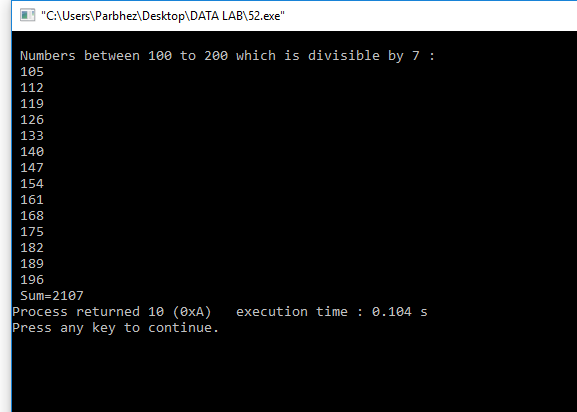 "C:\Users\Parbhez\Desktop\DATA LAB\52.exe"
Numbers between 100 to 200 which is divisible by 7 :
105
112
119
126
133
140
147
154
161
168
175
182
189
196
Sum=2107
Process returned 10 (0xA)   execution time : 0.104 s
Press any key to continue.